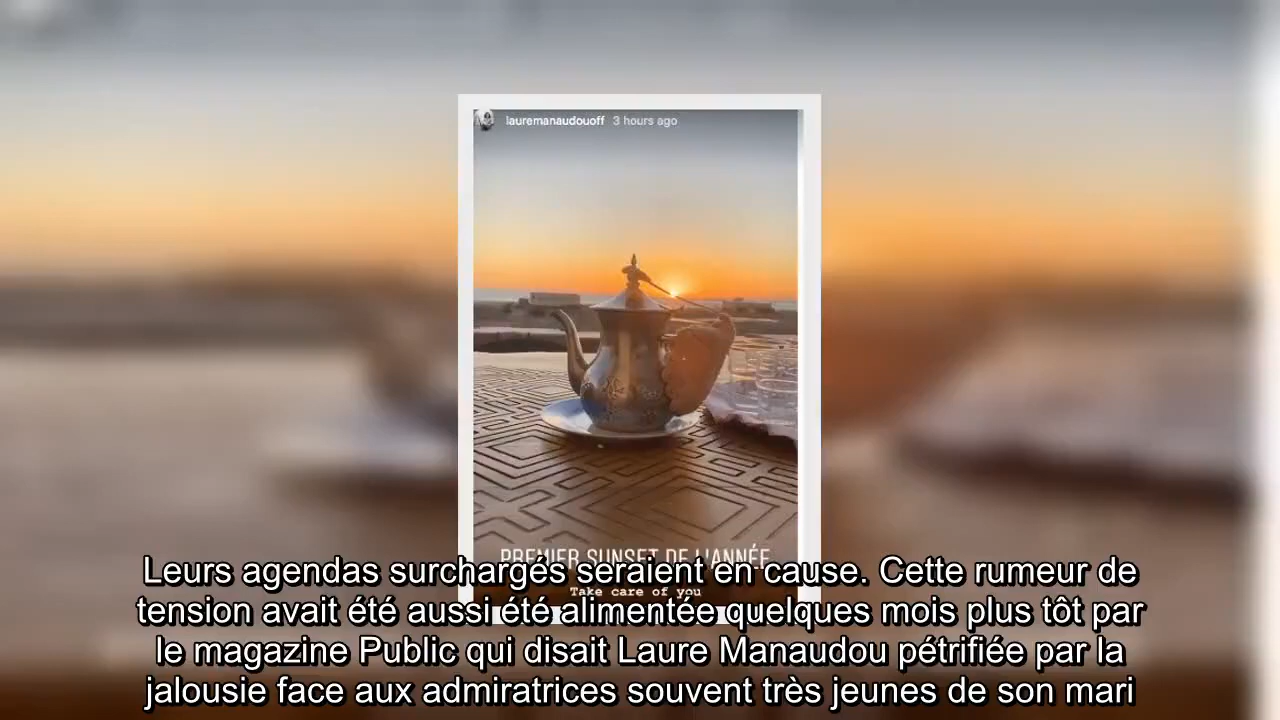 lauremanaudouoff 3 hours ago
PREMIER SUNSET DE L'ANNÉE
Take care of you
Leurs agendas surchargés seraient en cause. Cette rumeur de
tension avait été aussi été alimentée quelques mois plus tôt par
le magazine Public qui disait Laure Manaudou pétrifiée par la
jalousie face aux admiratrices souvent très jeunes de son mari